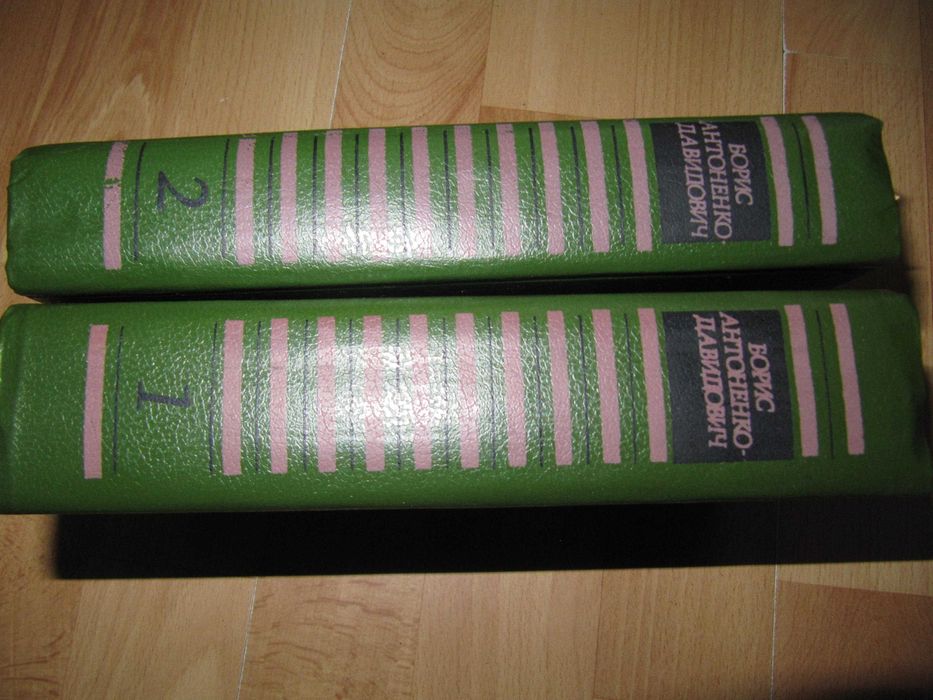 БОРИС
АНТОНЕНКО-
ДАВИДОВИЧ
2
БОРИС
АНТОНЕНКО-
ДАВИДОВИЧ
1